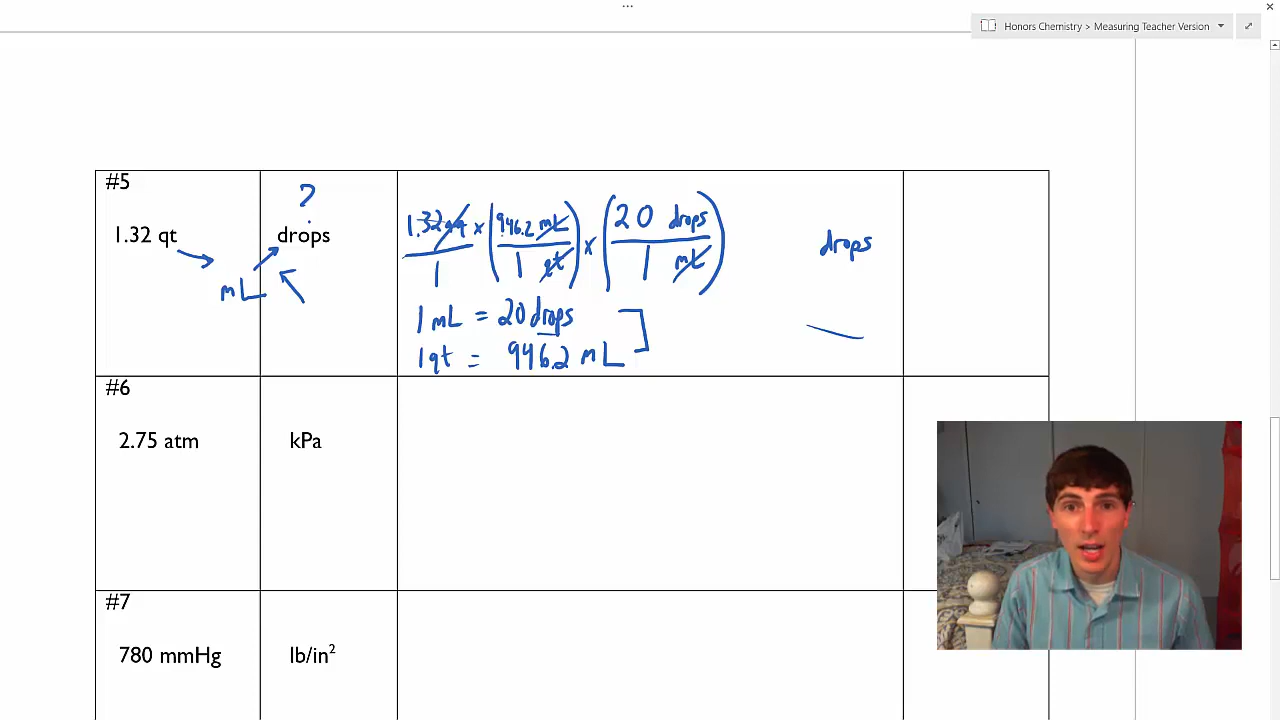 ...
Honors Chemistry > Measuring Teacher Version
#5
?
1.32 qt
drops
mL
1.32 qt × (946.2 mL) × (20 drops)
1 (1 qt) (1 mL)
drops
1 mL = 20 drops
1 qt = 946.2 mL
#6
2.75 atm
kPa
#7
780 mmHg
lb/in²